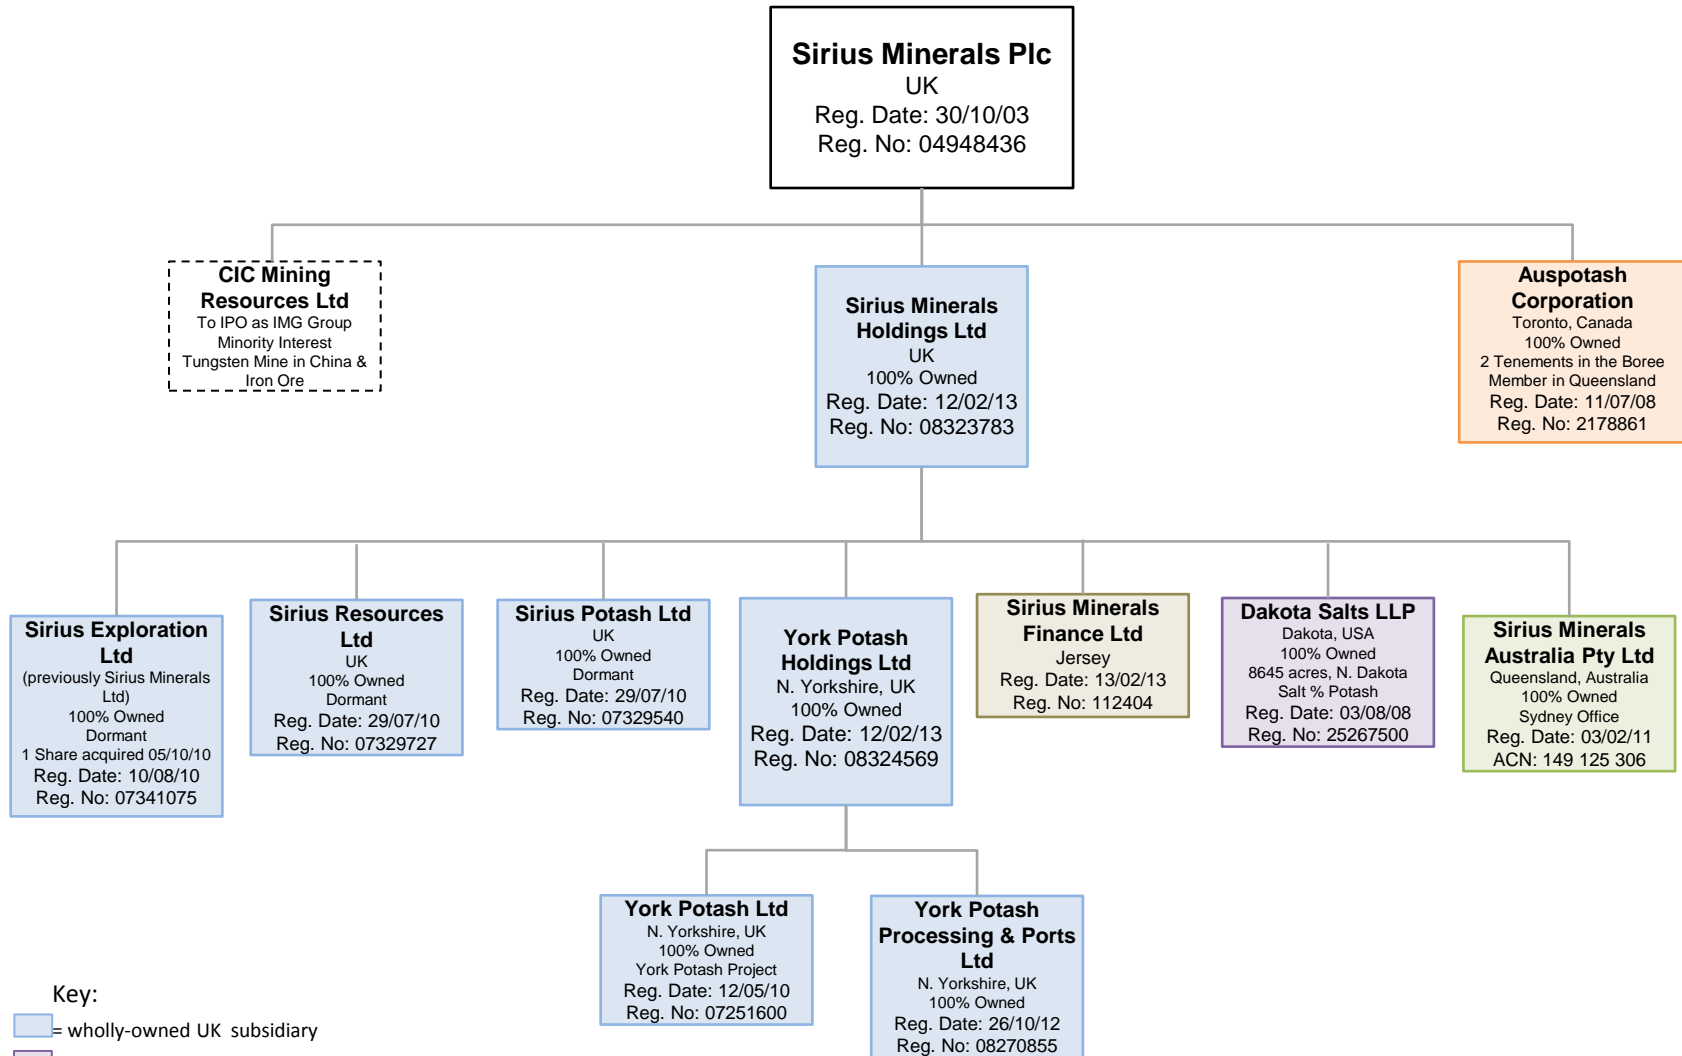 Sirius Minerals Plc
UK
Reg. Date: 30/10/03
Reg. No: 04948436
CIC Mining
Resources Ltd
To IPO as IMG Group
Minority Interest
Tungsten Mine in China &
Iron Ore
Sirius Minerals
Holdings Ltd
UK
100% Owned
Reg. Date: 12/02/13
Reg. No: 08323783
Auspotash
Corporation
Toronto, Canada
100% Owned
2 Tenements in the Boree
Member in Queensland
Reg. Date: 11/07/08
Reg. No: 2178861
Sirius Exploration
Ltd
(previously Sirius Minerals
Ltd)
100% Owned
Dormant
1 Share acquired 05/10/10
Reg. Date: 10/08/10
Reg. No: 07341075
Sirius Resources
Ltd
UK
100% Owned
Dormant
Reg. Date: 29/07/10
Reg. No: 07329727
Sirius Potash Ltd
UK
100% Owned
Dormant
Reg. Date: 29/07/10
Reg. No: 07329540
York Potash
Holdings Ltd
N. Yorkshire, UK
100% Owned
Reg. Date: 12/02/13
Reg. No: 08324569
Sirius Minerals
Finance Ltd
Jersey
Reg. Date: 13/02/13
Reg. No: 112404
Dakota Salts LLP
Dakota, USA
100% Owned
8645 acres, N. Dakota
Salt % Potash
Reg. Date: 03/08/08
Reg. No: 25267500
Sirius Minerals
Australia Pty Ltd
Queensland, Australia
100% Owned
Sydney Office
Reg. Date: 03/02/11
ACN: 149 125 306
York Potash Ltd
N. Yorkshire, UK
100% Owned
York Potash Project
Reg. Date: 12/05/10
Reg. No: 07251600
York Potash
Processing & Ports
Ltd
N. Yorkshire, UK
100% Owned
Reg. Date: 26/10/12
Reg. No: 08270855
Key:
= wholly-owned UK subsidiary